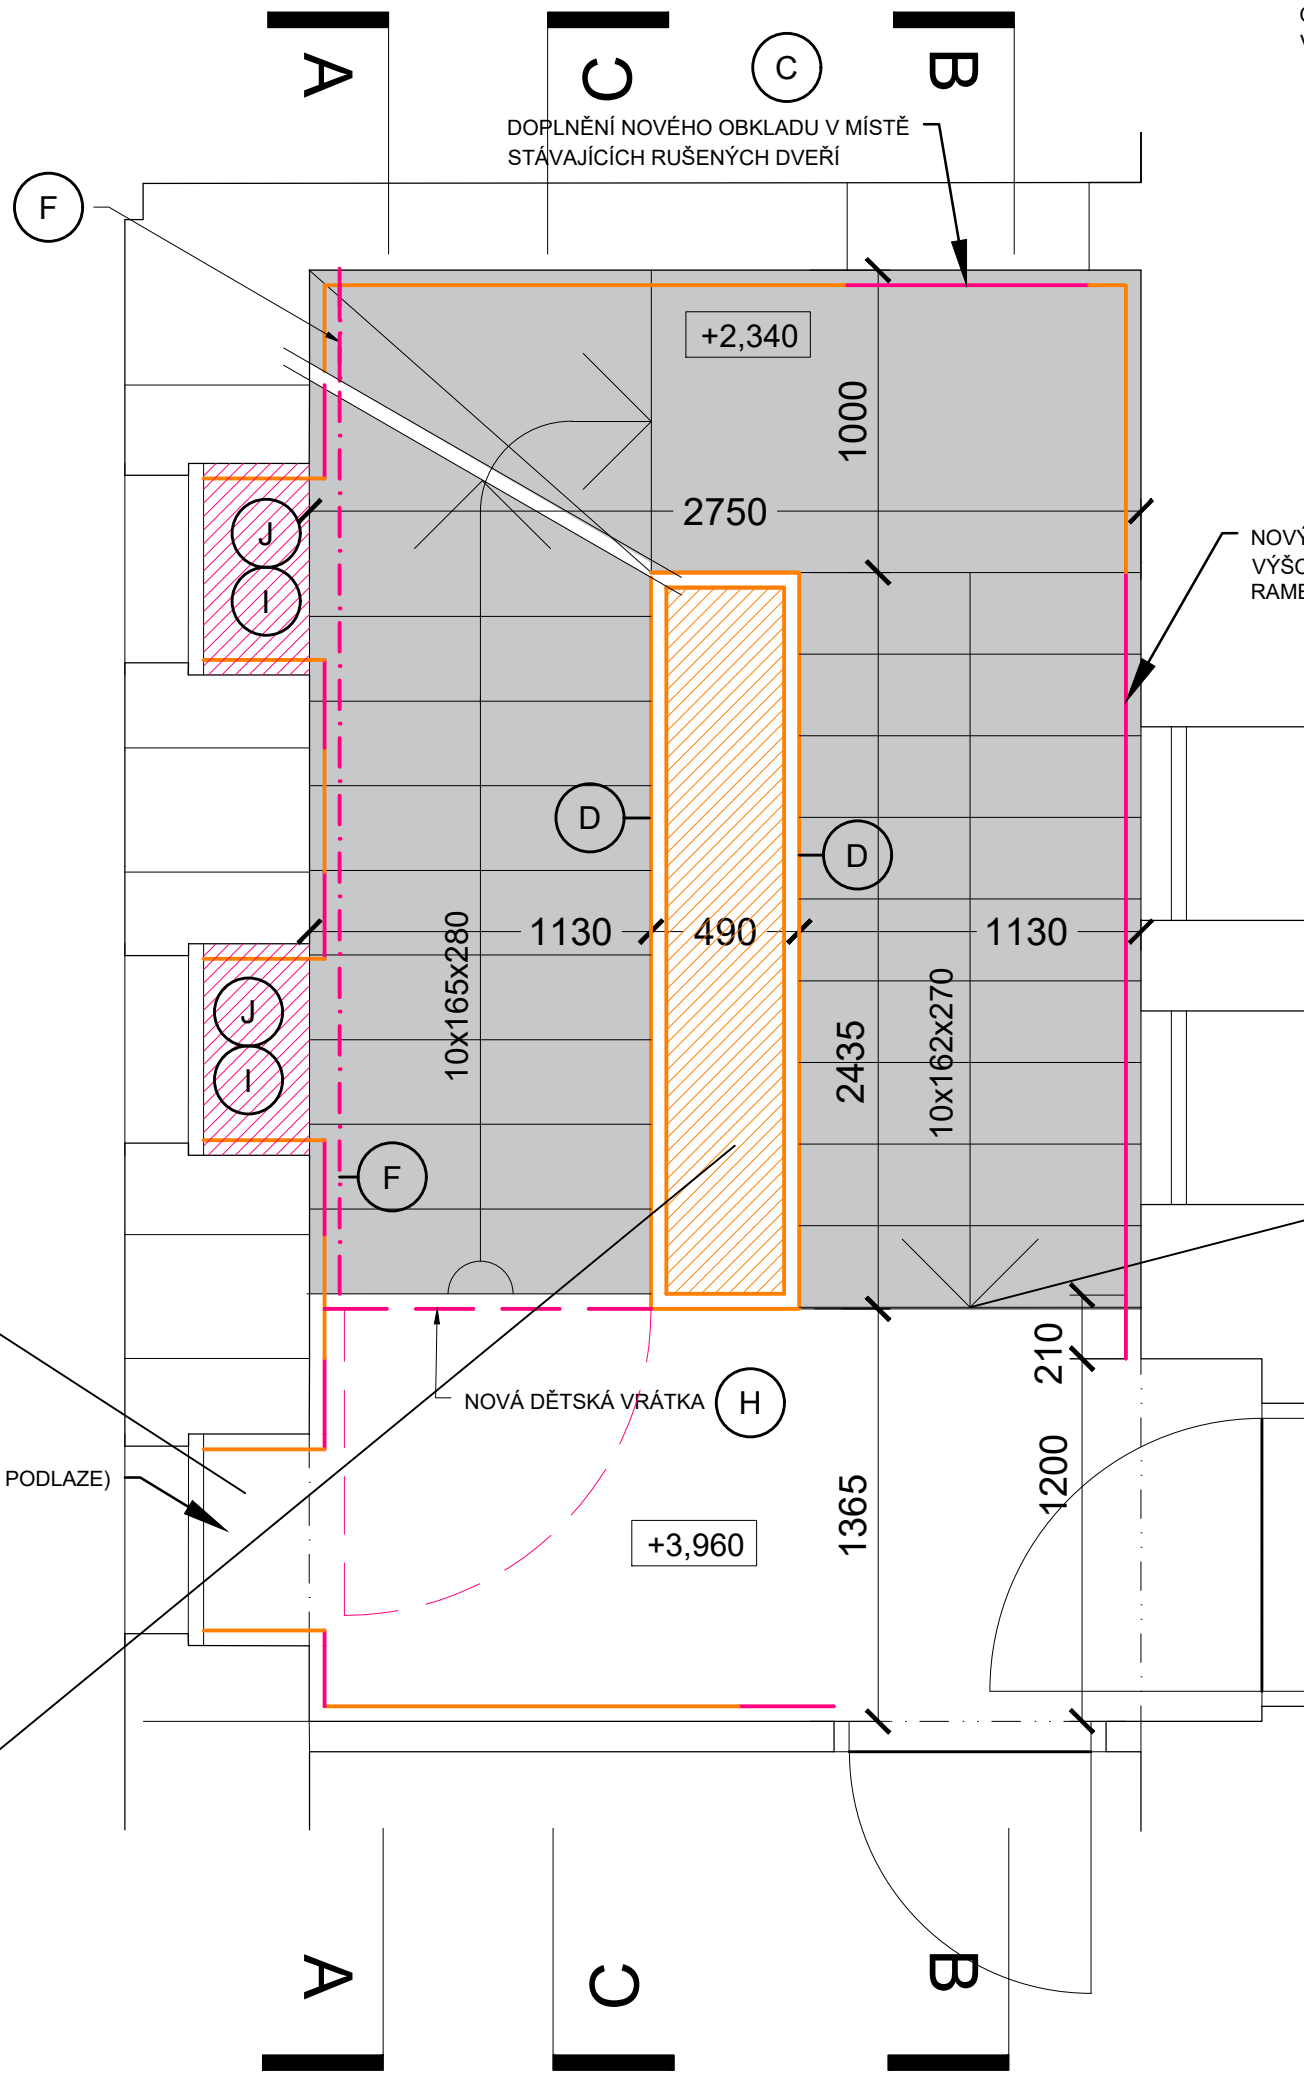 A
C
B
C
DOPLNĚNÍ NOVÉHO OBKLADU V MÍSTĚ
STÁVAJÍCÍCH RUŠENÝCH DVEŘÍ
F
+2,340
1000
2750
J
I
D
D
1130
490
1130
10x165x280
2435
10x162x270
J
I
F
210
NOVÁ DĚTSKÁ VRÁTKA
H
PODLAZE)
1365
1200
+3,960
A
C
B